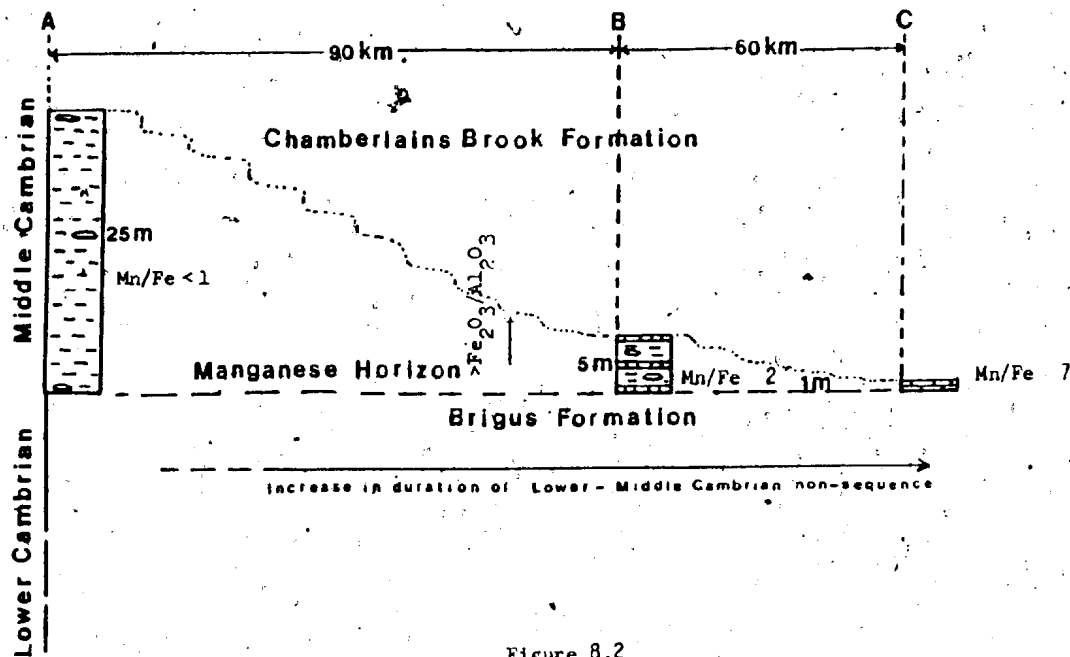 A B C
90 km 60 km
Middle Cambrian
Chamberlains Brook Formation
25m
Mn/Fe <1
^Fe2O3/Al2O3
Manganese Horizon
5m
Mn/Fe 2
1m
Mn/Fe 7
Brigus Formation
Increase in duration of Lower - Middle Cambrian non-sequence
Lower Cambrian
Figure 8.2